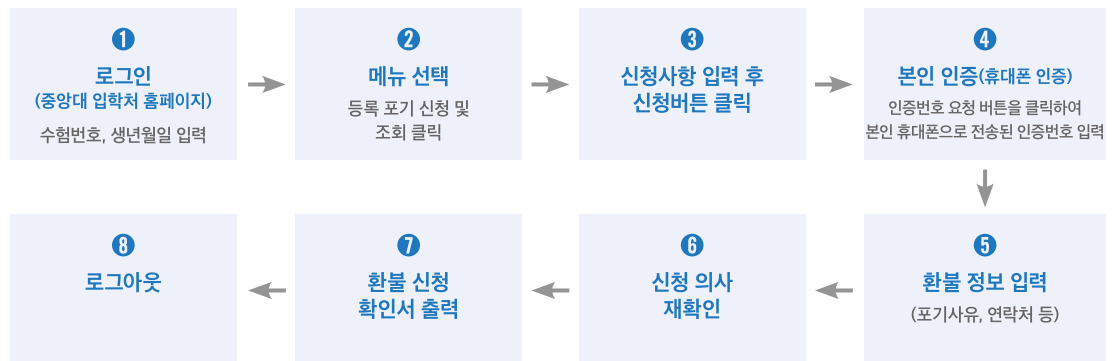 1
로그인
(중앙대 입학처 홈페이지)
수험번호, 생년월일 입력
2
메뉴 선택
등록 포기 신청 및
조회 클릭
3
신청사항 입력 후
신청버튼 클릭
4
본인 인증(휴대폰 인증)
인증번호 요청 버튼을 클릭하여
본인 휴대폰으로 전송된 인증번호 입력
5
환불 정보 입력
(포기사유, 연락처 등)
6
신청 의사
재확인
7
환불 신청
확인서 출력
8
로그아웃